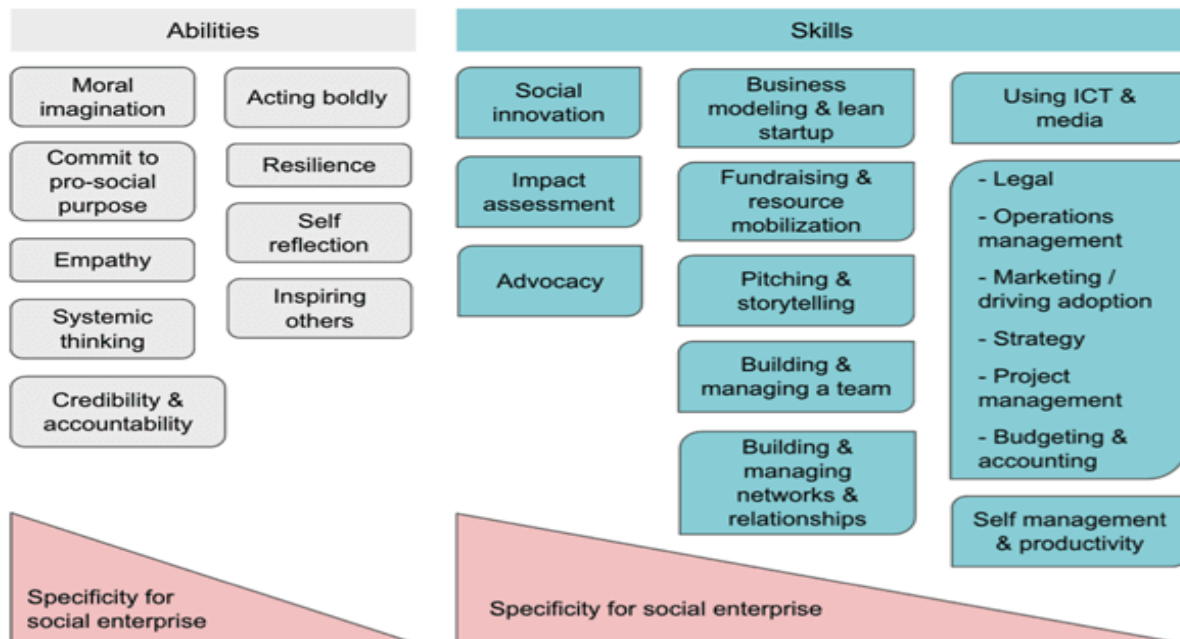 Abilities
Moral
imagination
Commit to
pro-social
purpose
Empathy
Systemic
thinking
Credibility &
accountability
Acting boldly
Resilience
Self
reflection
Inspiring
others
Specificity for
social enterprise
Skills
Social
innovation
Impact
assessment
Advocacy
Business
modeling & lean
startup
Fundraising &
resource
mobilization
Pitching &
storytelling
Building &
managing a team
Building &
managing
networks &
relationships
Using ICT &
media
- Legal
- Operations
management
- Marketing /
driving adoption
- Strategy
- Project
management
- Budgeting &
accounting
Self management
& productivity
Specificity for social enterprise